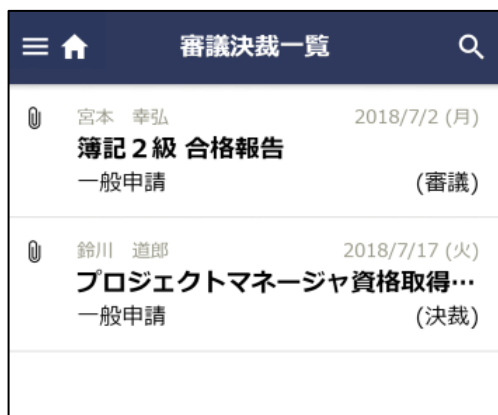 審議決裁一覧
宮本　幸弘 2018/7/2 (月)
簿記２級 合格報告
一般申請 (審議)
鈴川　道郎 2018/7/17 (火)
プロジェクトマネージャ資格取得…
一般申請 (決裁)